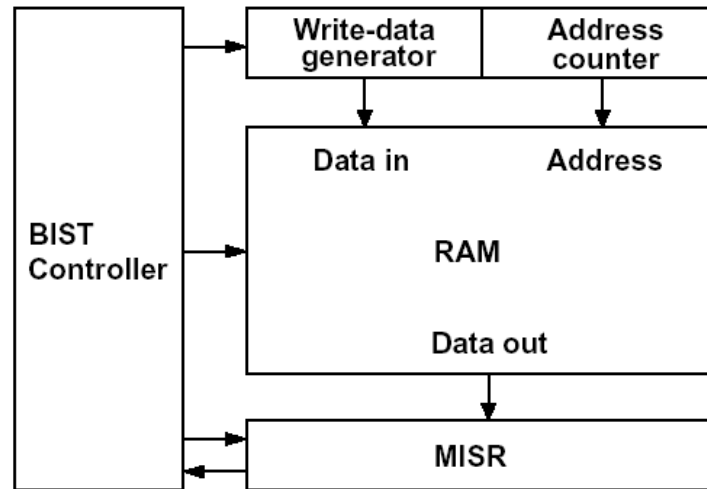 Write-data
generator
Address
counter
Data in
Address
BIST
Controller
RAM
Data out
MISR